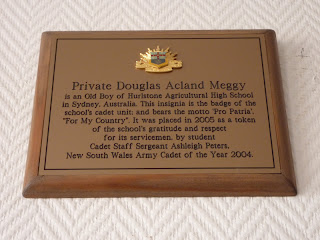 Private Douglas Acland Meggy
is an Old Boy of Hurlstone Agricultural High School
in Sydney, Australia. This insignia is the badge of the
school's cadet unit; and bears the motto 'Pro Patria',
"For My Country". It was placed in 2005 as a token
of the school's gratitude and respect
for its servicemen, by student
Cadet Staff Sergeant Ashleigh Peters,
New South Wales Army Cadet of the Year 2004.